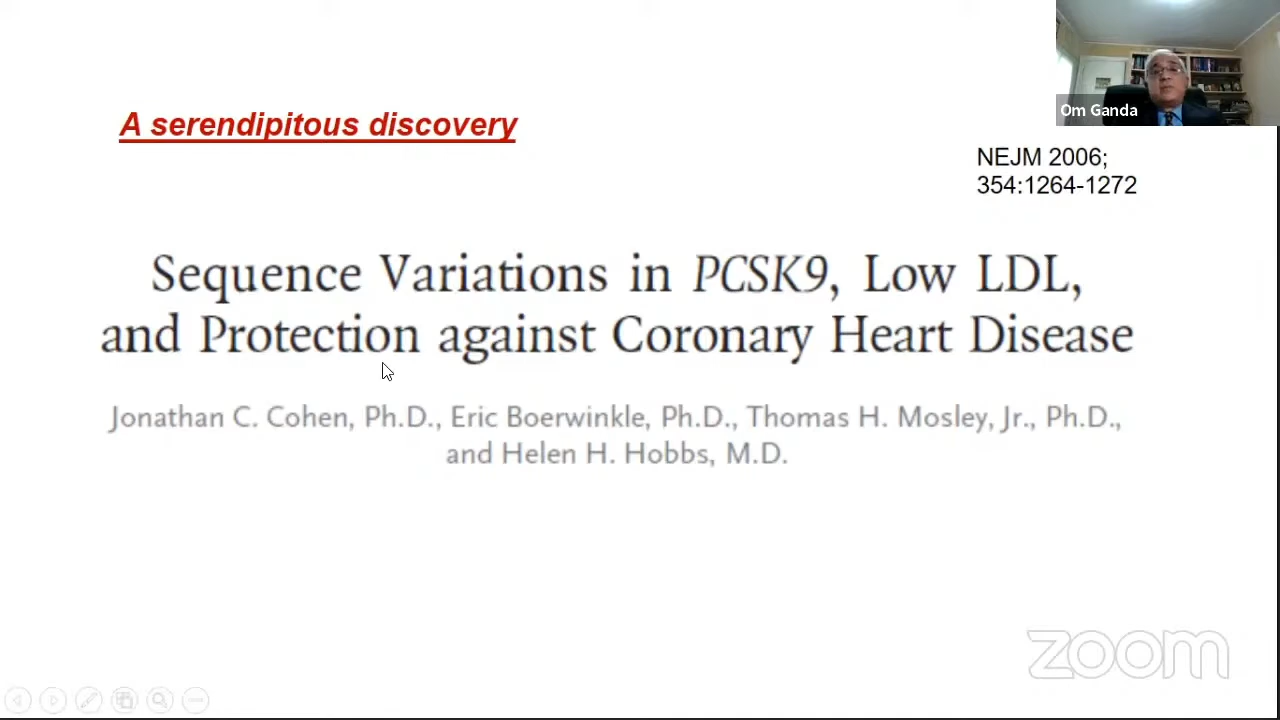 Om Ganda
A serendipitous discovery
NEJM 2006;
354:1264-1272
Sequence Variations in PCSK9, Low LDL,
and Protection against Coronary Heart Disease
Jonathan C. Cohen, Ph.D., Eric Boerwinkle, Ph.D., Thomas H. Mosley, Jr., Ph.D.,
and Helen H. Hobbs, M.D.
zoom